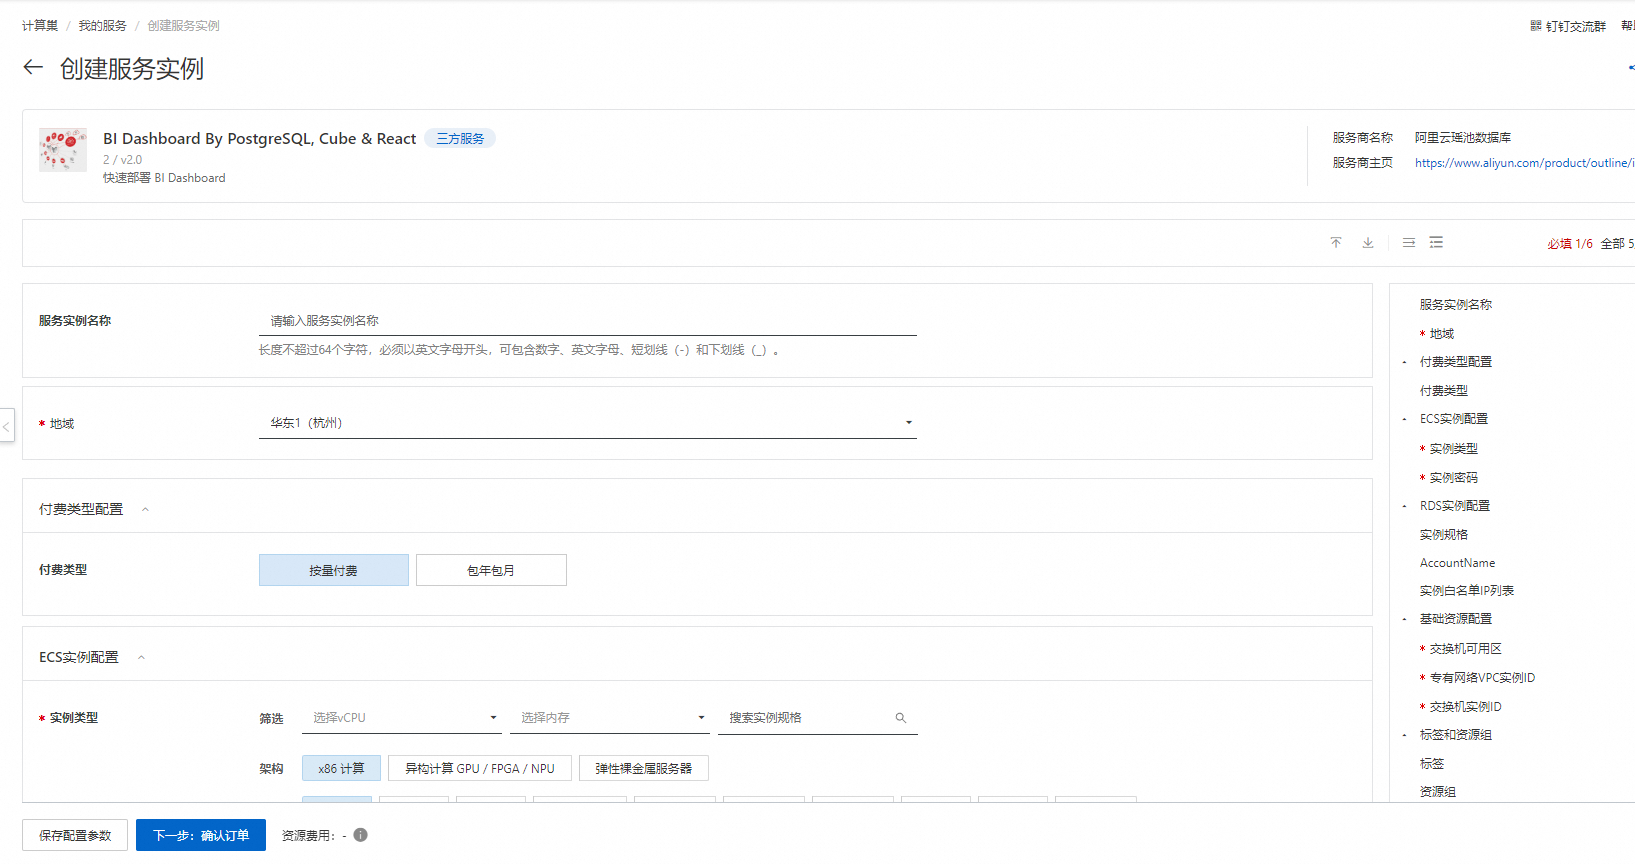 计算巢 / 我的服务 / 创建服务实例
钉钉交流群
创建服务实例
BI Dashboard By PostgreSQL, Cube & React 三方服务
2 / v2.0
快速部署 BI Dashboard
服务商名称 阿里云瑶池数据库
服务商主页 https://www.aliyun.com/product/outline/i
必填 1/6 全部 5
服务实例名称 请输入服务实例名称
长度不超过64个字符，必须以英文字母开头，可包含数字、英文字母、短划线（-）和下划线（_）。
* 地域 华东1（杭州）
付费类型配置
付费类型 按量付费 包年包月
ECS实例配置
* 实例类型 筛选 选择vCPU 选择内存 搜索实例规格
架构 x86 计算 异构计算 GPU / FPGA / NPU 弹性裸金属服务器
服务实例名称
* 地域
付费类型配置
付费类型
ECS实例配置
* 实例类型
* 实例密码
RDS实例配置
实例规格
AccountName
实例白名单IP列表
基础资源配置
* 交换机可用区
* 专有网络VPC实例ID
* 交换机实例ID
标签和资源组
标签
资源组
保存配置参数 下一步：确认订单 资源费用： -